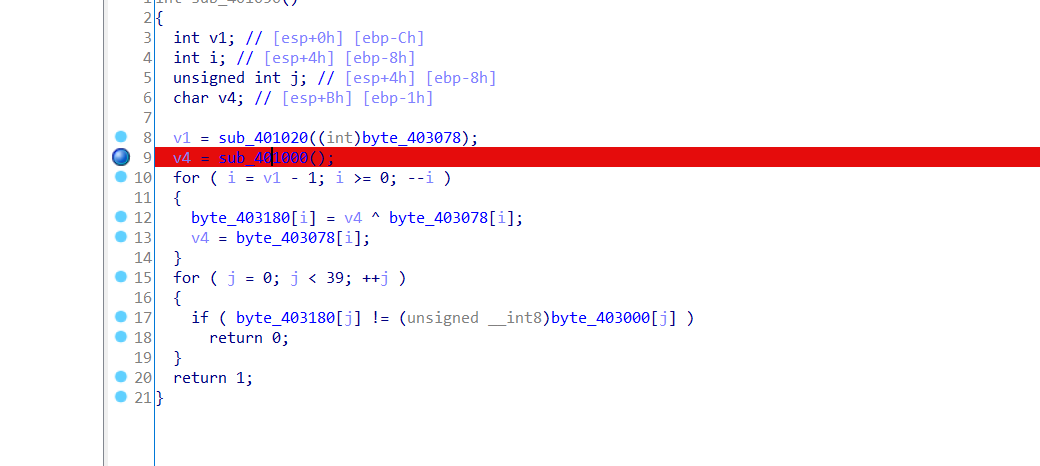 2 {
3 int v1; // [esp+0h] [ebp-Ch]
4 int i; // [esp+4h] [ebp-8h]
5 unsigned int j; // [esp+4h] [ebp-8h]
6 char v4; // [esp+Bh] [ebp-1h]
7
8 v1 = sub_401020((int)byte_403078);
9 v4 = sub_401000();
10 for ( i = v1 - 1; i >= 0; --i )
11 {
12 byte_403180[i] = v4 ^ byte_403078[i];
13 v4 = byte_403078[i];
14 }
15 for ( j = 0; j < 39; ++j )
16 {
17 if ( byte_403180[j] != (unsigned __int8)byte_403000[j] )
18 return 0;
19 }
20 return 1;
21 }